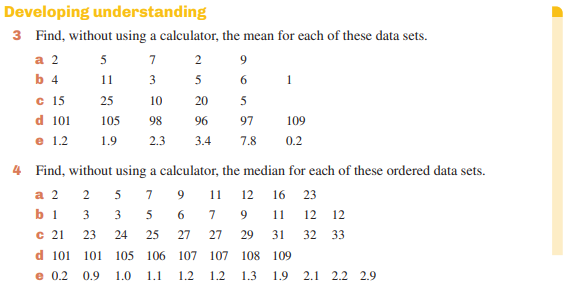 Developing understanding
3 Find, without using a calculator, the mean for each of these data sets.
a 2 5 7 2 9
b 4 11 3 5 6 1
c 15 25 10 20 5
d 101 105 98 96 97 109
e 1.2 1.9 2.3 3.4 7.8 0.2
4 Find, without using a calculator, the median for each of these ordered data sets.
a 2 2 5 7 9 11 12 16 23
b 1 3 3 5 6 7 9 11 12 12
c 21 23 24 25 27 27 29 31 32 33
d 101 101 105 106 107 107 108 109
e 0.2 0.9 1.0 1.1 1.2 1.2 1.3 1.9 2.1 2.2 2.9